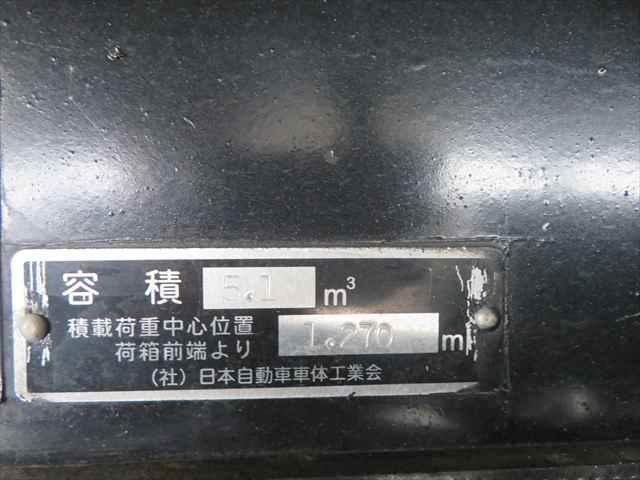 容積 5.1 m³
積載荷重中心位置
荷箱前端より 1.270 m
(社)日本自動車車体工業会